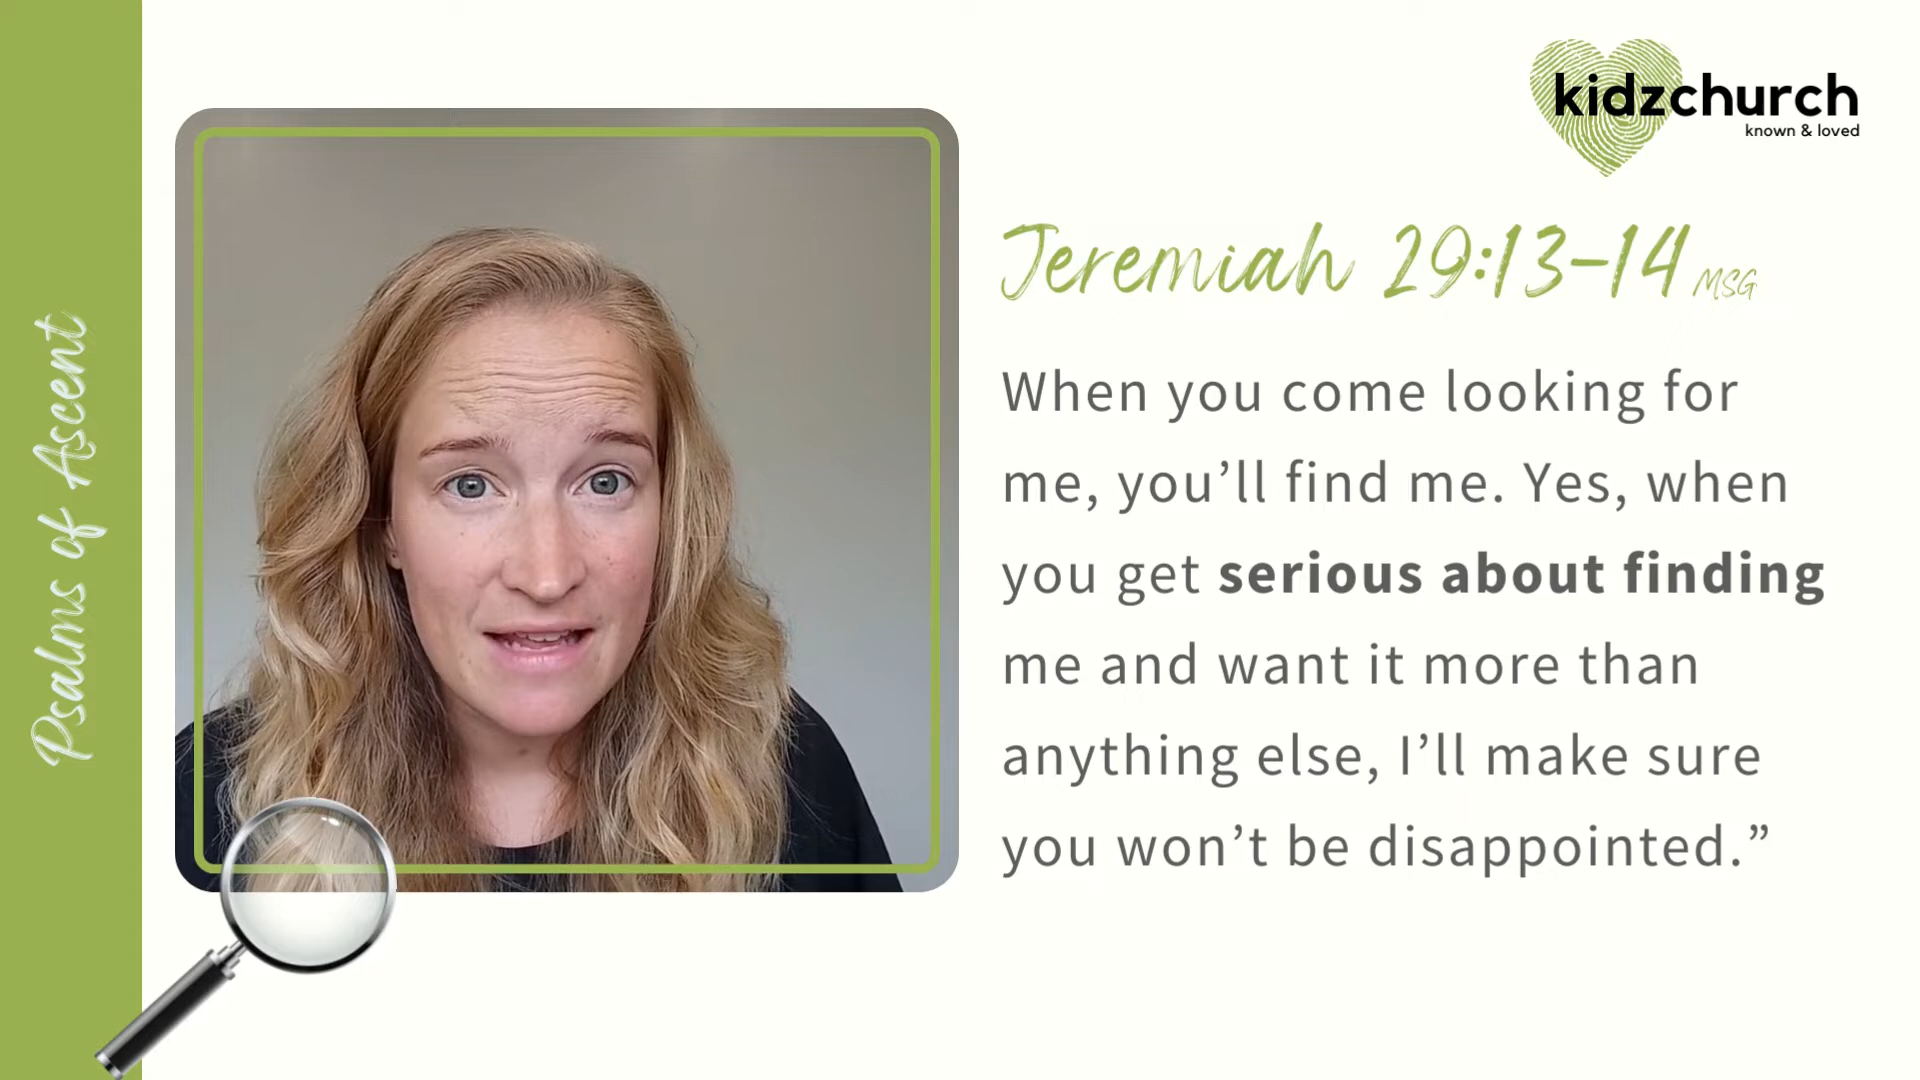 kidzchurch
known & loved
Psalms of Ascent
Jeremiah 29:13-14 MSG
When you come looking for
me, you’ll find me. Yes, when
you get serious about finding
me and want it more than
anything else, I’ll make sure
you won’t be disappointed.”